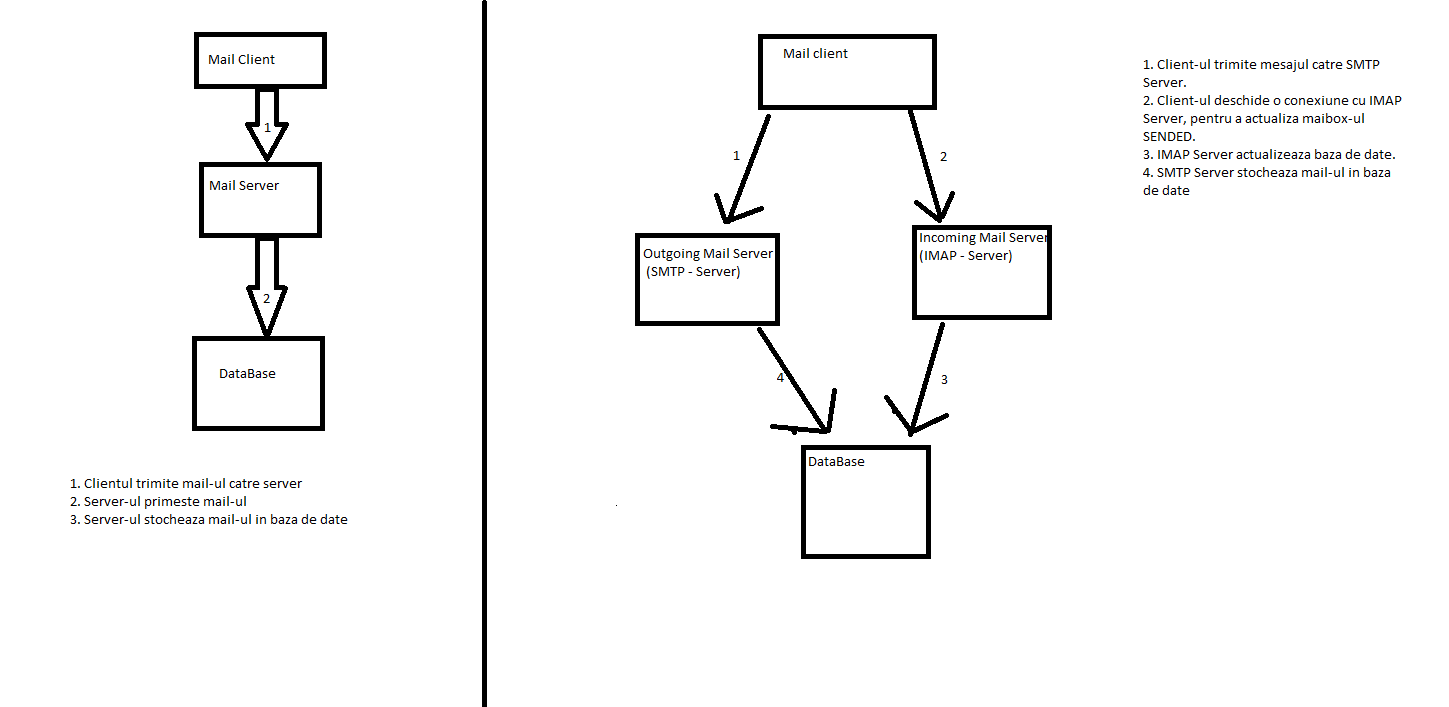 Mail Client
1
Mail Server
2
DataBase
1. Clientul trimite mail-ul catre server
2. Server-ul primeste mail-ul
3. Server-ul stocheaza mail-ul in baza de date
Mail client
1
2
Outgoing Mail Server
(SMTP - Server)
Incoming Mail Server
(IMAP - Server)
4
3
DataBase
1. Client-ul trimite mesajul catre SMTP
Server.
2. Client-ul deschide o conexiune cu IMAP
Server, pentru a actualiza maibox-ul
SENDED.
3. IMAP Server actualizeaza baza de date.
4. SMTP Server stocheaza mail-ul in baza
de date